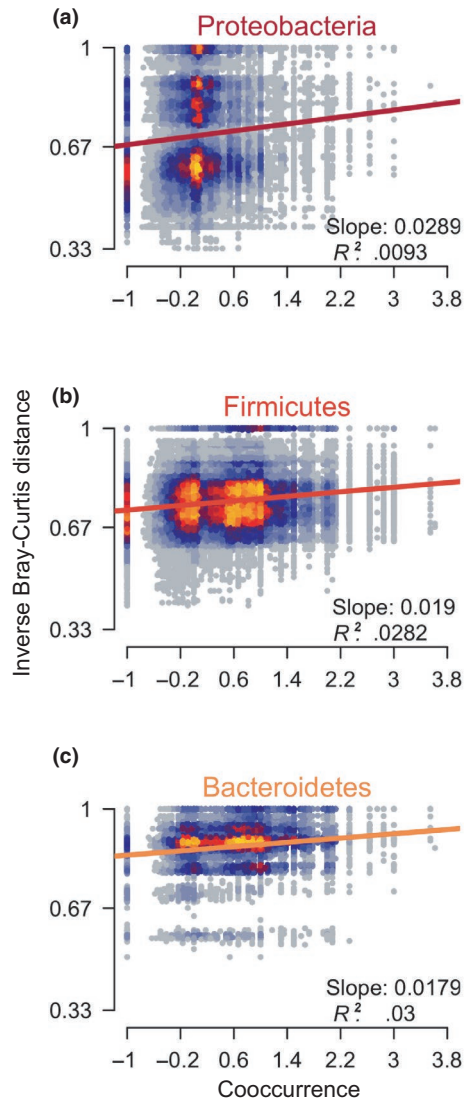 (a)
Proteobacteria
1
0.67
0.33
Slope: 0.0289
R²: .0093
−1 −0.2 0.6 1.4 2.2 3 3.8
(b)
Firmicutes
1
0.67
0.33
Slope: 0.019
R²: .0282
−1 −0.2 0.6 1.4 2.2 3 3.8
Inverse Bray-Curtis distance
(c)
Bacteroidetes
1
0.67
0.33
Slope: 0.0179
R²: .03
−1 −0.2 0.6 1.4 2.2 3 3.8
Cooccurrence